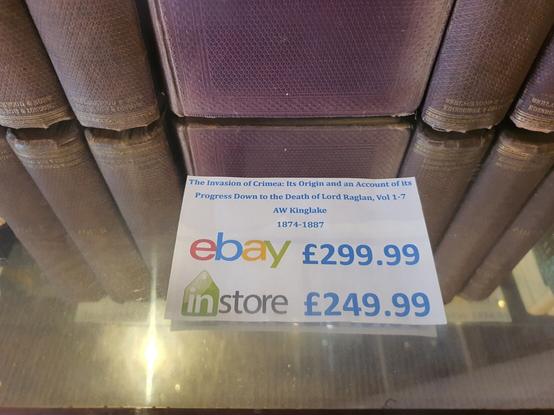 The Invasion of Crimea: Its Origin and an Account of its
Progress Down to the Death of Lord Raglan, Vol 1-7
AW Kinglake
1874-1887
ebay £299.99
instore £249.99